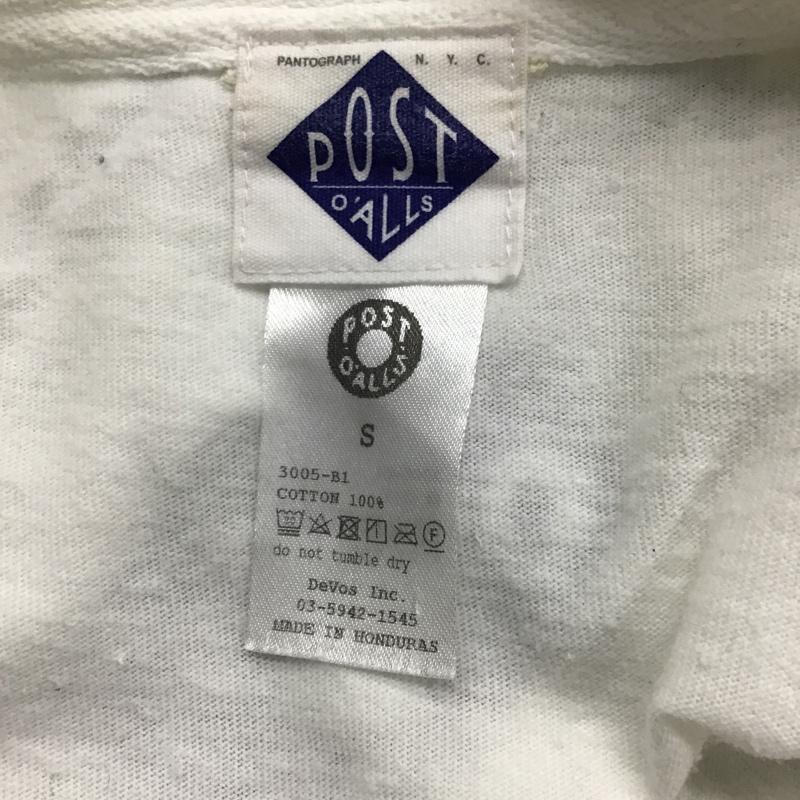 PANTOGRAPH N. Y. C.
POST
O'ALLS
POST
O'ALLS
S
3005-B1
COTTON 100%
do not tumble dry
DeVos Inc.
03-5942-1545
MADE IN HONDURAS